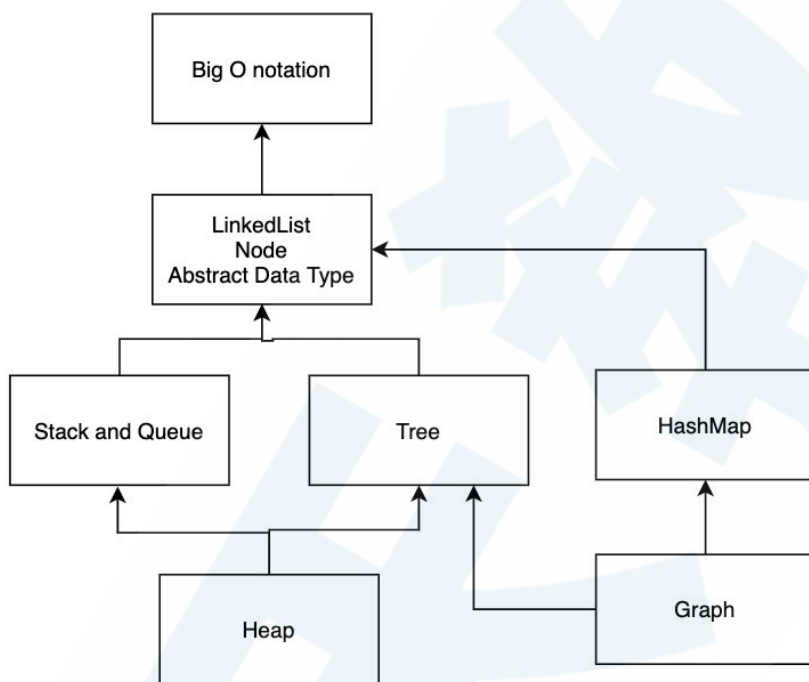 Big O notation
LinkedList
Node
Abstract Data Type
Stack and Queue
Tree
HashMap
Heap
Graph